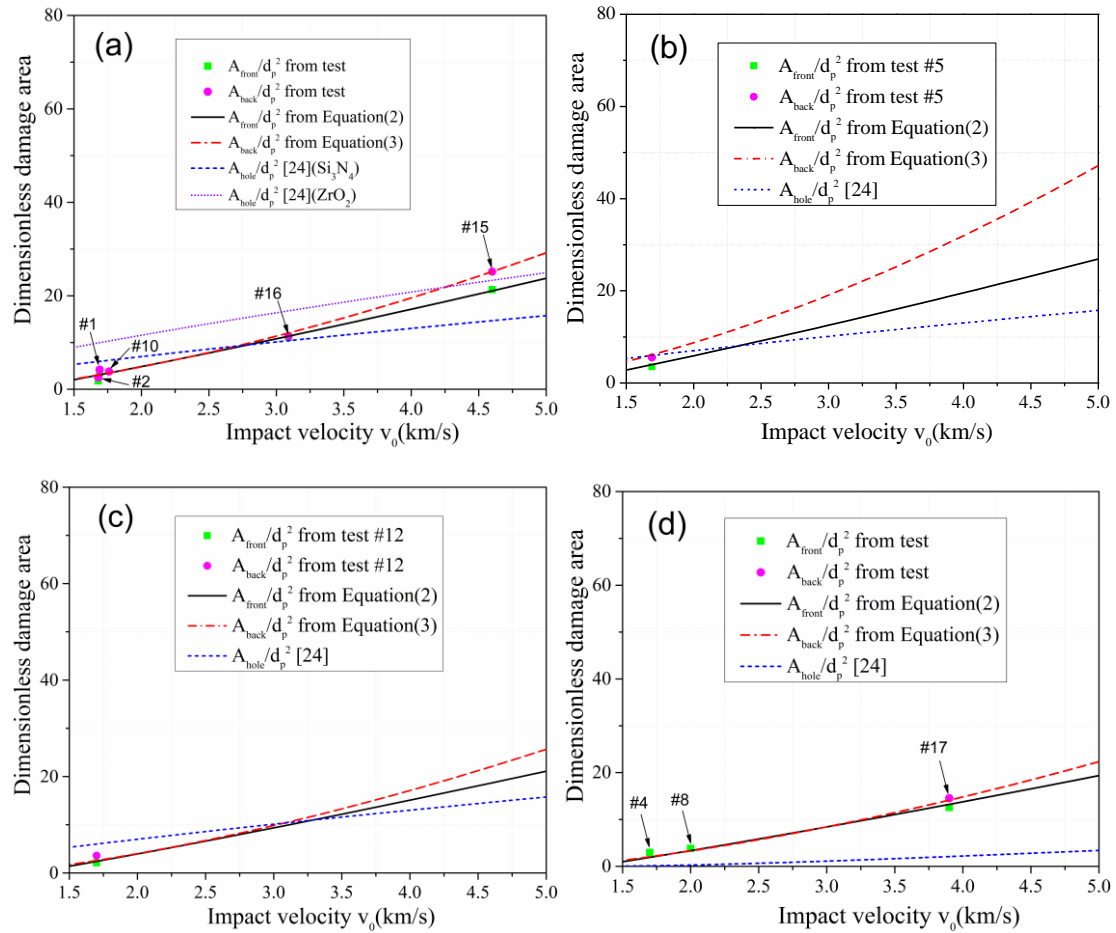 (a)
A_front/d_p^2 from test
A_back/d_p^2 from test
A_front/d_p^2 from Equation(2)
A_back/d_p^2 from Equation(3)
A_hole/d_p^2 [24](Si_3N_4)
A_hole/d_p^2 [24](ZrO_2)
#1
#10
#2
#16
#15
80
60
40
20
0
Dimensionless damage area
1.5 2.0 2.5 3.0 3.5 4.0 4.5 5.0
Impact velocity v_0(km/s)
(b)
A_front/d_p^2 from test #5
A_back/d_p^2 from test #5
A_front/d_p^2 from Equation(2)
A_back/d_p^2 from Equation(3)
A_hole/d_p^2 [24]
80
60
40
20
0
Dimensionless damage area
1.5 2.0 2.5 3.0 3.5 4.0 4.5 5.0
Impact velocity v_0(km/s)
(c)
A_front/d_p^2 from test #12
A_back/d_p^2 from test #12
A_front/d_p^2 from Equation(2)
A_back/d_p^2 from Equation(3)
A_hole/d_p^2 [24]
80
60
40
20
0
Dimensionless damage area
1.5 2.0 2.5 3.0 3.5 4.0 4.5 5.0
Impact velocity v_0(km/s)
(d)
A_front/d_p^2 from test
A_back/d_p^2 from test
A_front/d_p^2 from Equation(2)
A_back/d_p^2 from Equation(3)
A_hole/d_p^2 [24]
#4
#8
#17
80
60
40
20
0
Dimensionless damage area
1.5 2.0 2.5 3.0 3.5 4.0 4.5 5.0
Impact velocity v_0(km/s)